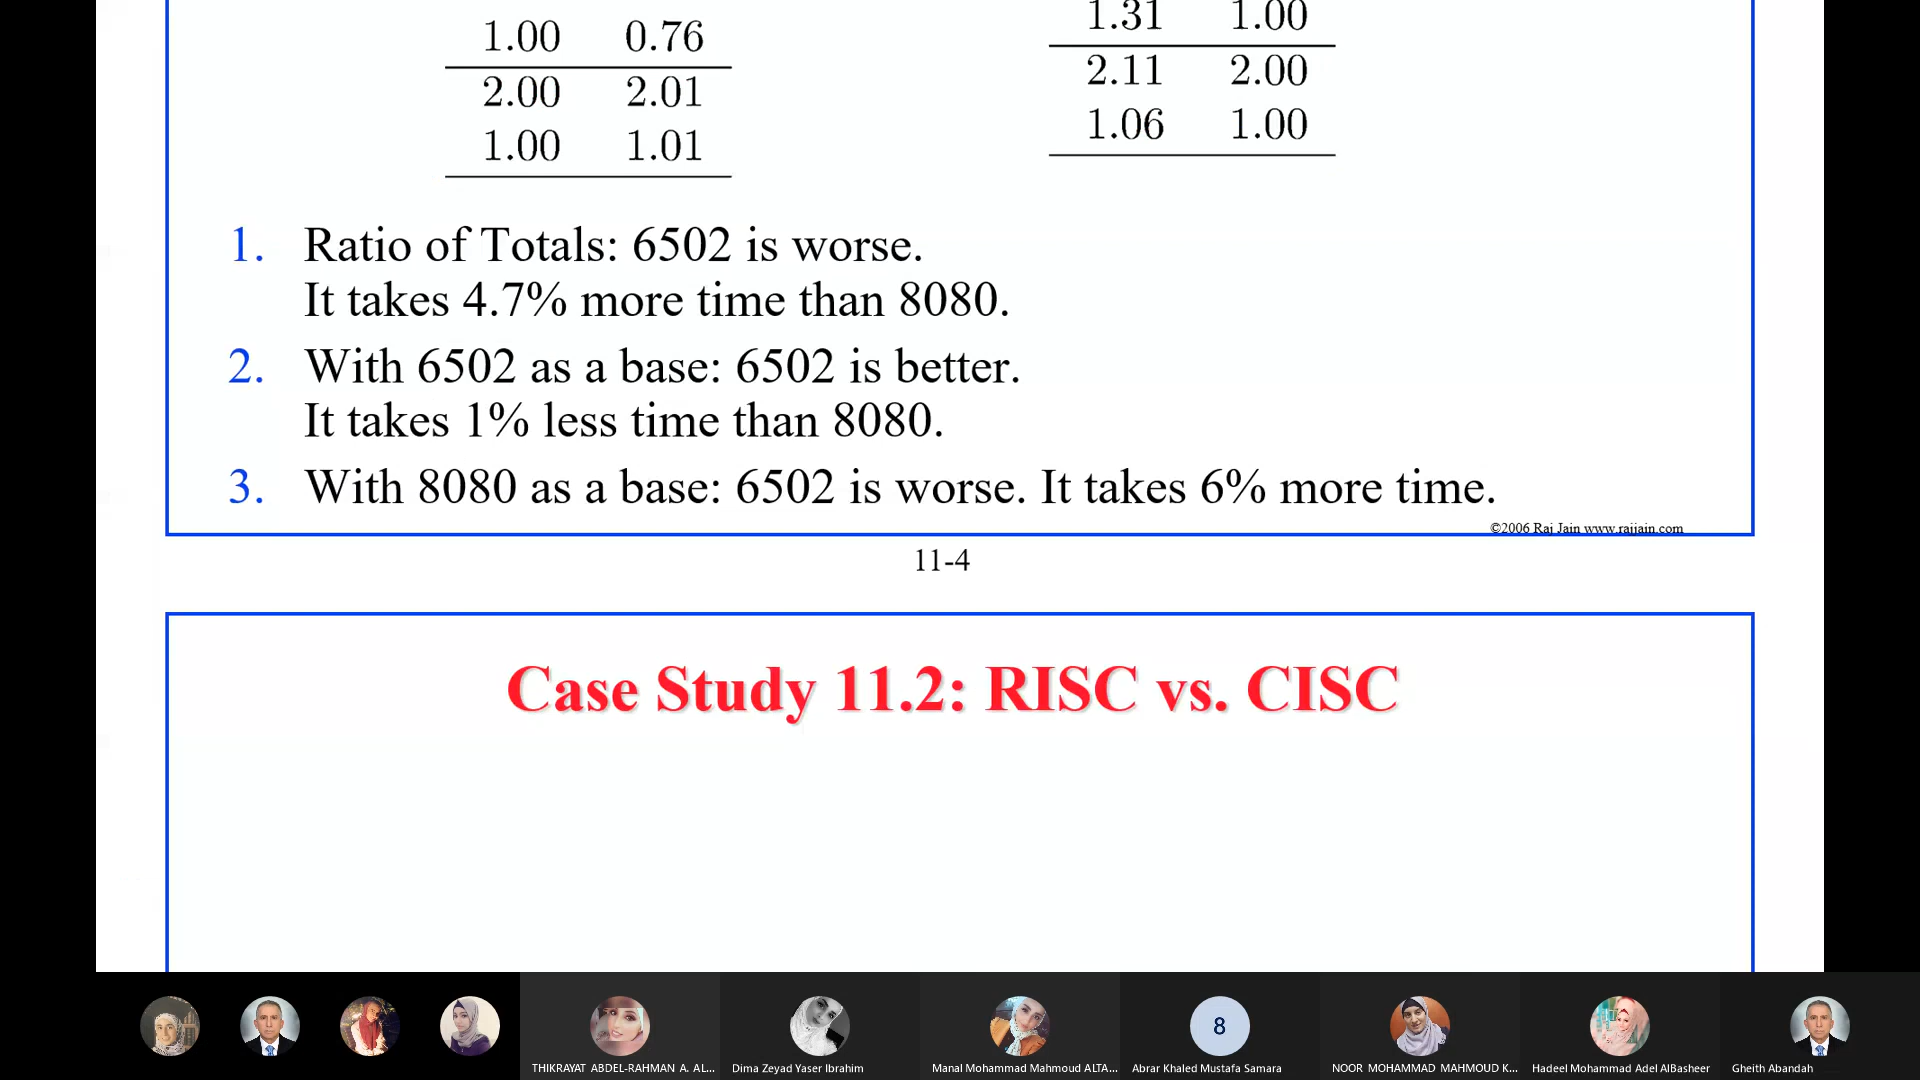 1.00 0.76
2.00 2.01
1.00 1.01
1.31 1.00
2.11 2.00
1.06 1.00
1. Ratio of Totals: 6502 is worse.
It takes 4.7% more time than 8080.
2. With 6502 as a base: 6502 is better.
It takes 1% less time than 8080.
3. With 8080 as a base: 6502 is worse. It takes 6% more time.
©2006 Raj Jain www.rajjain.com
11-4
Case Study 11.2: RISC vs. CISC
8
THIKRAYAT ABDEL-RAHMAN A. AL...
Dima Zeyad Yaser Ibrahim
Manal Mohammad Mahmoud ALTA...
Abrar Khaled Mustafa Samara
NOOR MOHAMMAD MAHMOUD K...
Hadeel Mohammad Adel AlBasheer
Gheith Abandah